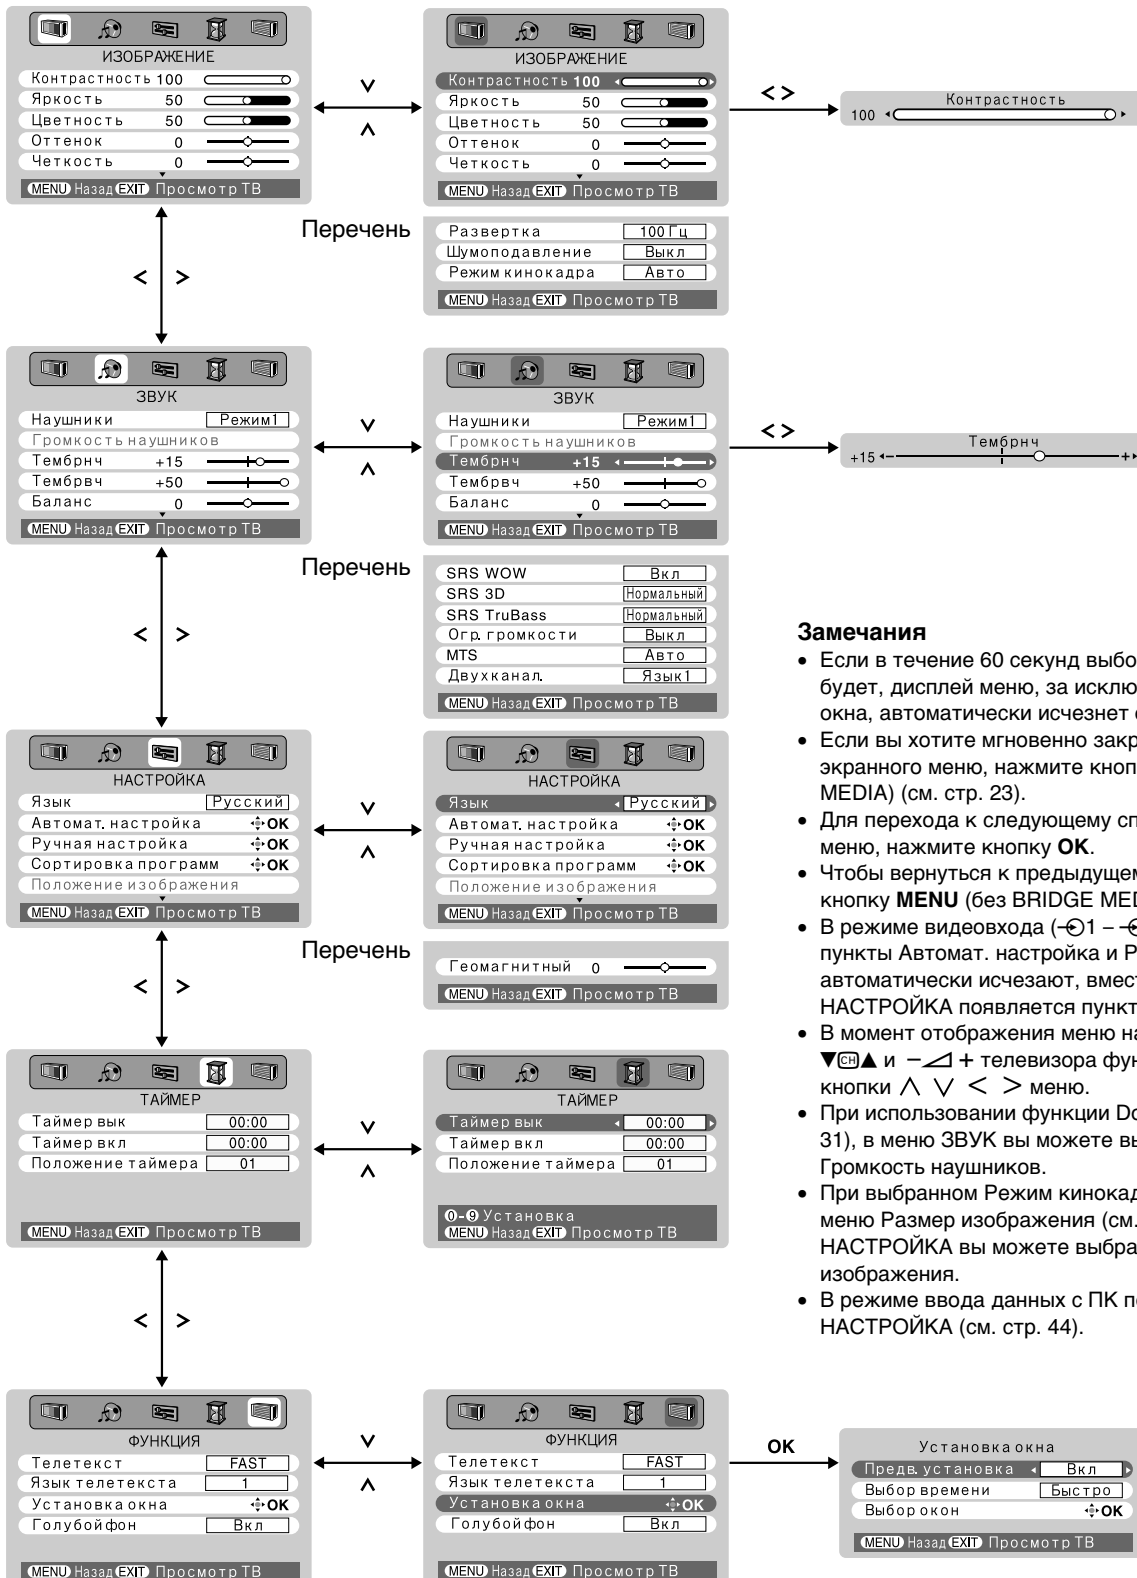 ИЗОБРАЖЕНИЕ
Контрастность 100
Яркость 50
Цветность 50
Оттенок 0
Четкость 0
MENU Назад EXIT Просмотр ТВ
ИЗОБРАЖЕНИЕ
Контрастность 100
Яркость 50
Цветность 50
Оттенок 0
Четкость 0
MENU Назад EXIT Просмотр ТВ
Контрастность
100
Перечень
Развертка 100 Гц
Шумоподавление Выкл
Режим кинокадра Авто
MENU Назад EXIT Просмотр ТВ
ЗВУК
Наушники Режим1
Громкость наушников
Тембрнч +15
Тембрвч +50
Баланс 0
MENU Назад EXIT Просмотр ТВ
ЗВУК
Наушники Режим1
Громкость наушников
Тембрнч +15
Тембрвч +50
Баланс 0
MENU Назад EXIT Просмотр ТВ
Тембрнч
+15 − +
Перечень
SRS WOW Вкл
SRS 3D Нормальный
SRS TruBass Нормальный
Огр. громкости Выкл
MTS Авто
Двухканал. Язык1
MENU Назад EXIT Просмотр ТВ
НАСТРОЙКА
Язык Русский
Автомат. настройка OK
Ручная настройка OK
Сортировка программ OK
Положение изображения
MENU Назад EXIT Просмотр ТВ
НАСТРОЙКА
Язык Русский
Автомат. настройка OK
Ручная настройка OK
Сортировка программ OK
Положение изображения
MENU Назад EXIT Просмотр ТВ
Перечень
Геомагнитный 0
MENU Назад EXIT Просмотр ТВ
ТАЙМЕР
Таймер вык 00:00
Таймер вкл 00:00
Положение таймера 01
MENU Назад EXIT Просмотр ТВ
ТАЙМЕР
Таймер вык 00:00
Таймер вкл 00:00
Положение таймера 01
0-9 Установка
MENU Назад EXIT Просмотр ТВ
ФУНКЦИЯ
Телетекст FAST
Язык телетекста 1
Установка окна OK
Голубой фон Вкл
MENU Назад EXIT Просмотр ТВ
ФУНКЦИЯ
Телетекст FAST
Язык телетекста 1
Установка окна OK
Голубой фон Вкл
MENU Назад EXIT Просмотр ТВ
OK
Установка окна
Предв. установка Вкл
Выбор времени Быстро
Выбор окон OK
MENU Назад EXIT Просмотр ТВ
Замечания
• Если в течение 60 секунд
будет, дисплей меню, за
окна, автоматически исчезнет
• Если вы хотите мгновенно
экранного меню, нажмите
MEDIA) (см. стр. 23).
• Для перехода к следующему
меню, нажмите кнопку OK.
• Чтобы вернуться к
кнопку MENU (без BRIDGE
• В режиме видеовхода (1 –
пункты Автомат. настройка и
автоматически исчезают,
НАСТРОЙКА появляется
• В момент отображения меню
▼CH▲ и − + телевизора
кнопки ∧ ∨ < > меню.
• При использовании функции
31), в меню ЗВУК вы можете
Громкость наушников.
• При выбранном Режим
меню Размер изображения (см.
НАСТРОЙКА вы можете
изображения.
• В режиме ввода данных с ПК
НАСТРОЙКА (см. стр. 44).